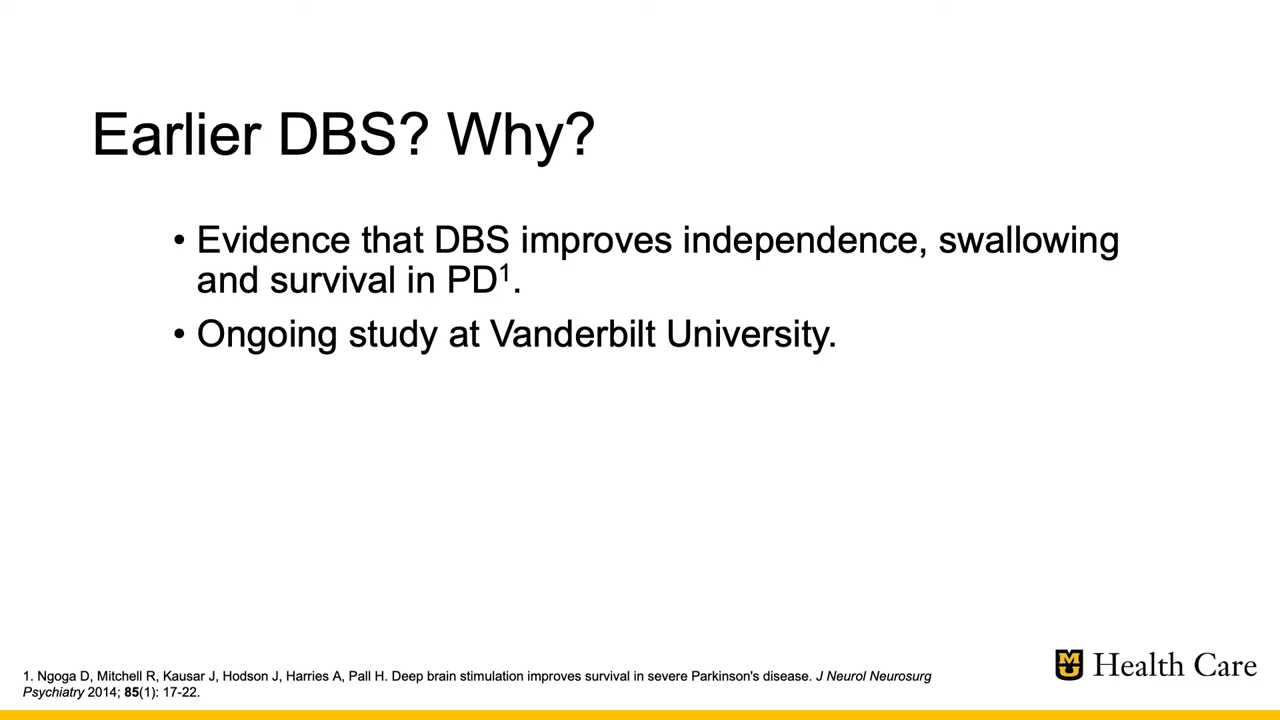 Earlier DBS? Why?
• Evidence that DBS improves independence, swallowing
and survival in PD¹.
• Ongoing study at Vanderbilt University.
1. Ngoga D, Mitchell R, Kausar J, Hodson J, Harries A, Pall H. Deep brain stimulation improves survival in severe Parkinson's disease. J Neurol Neurosurg
Psychiatry 2014; 85(1): 17-22.
MU Health Care